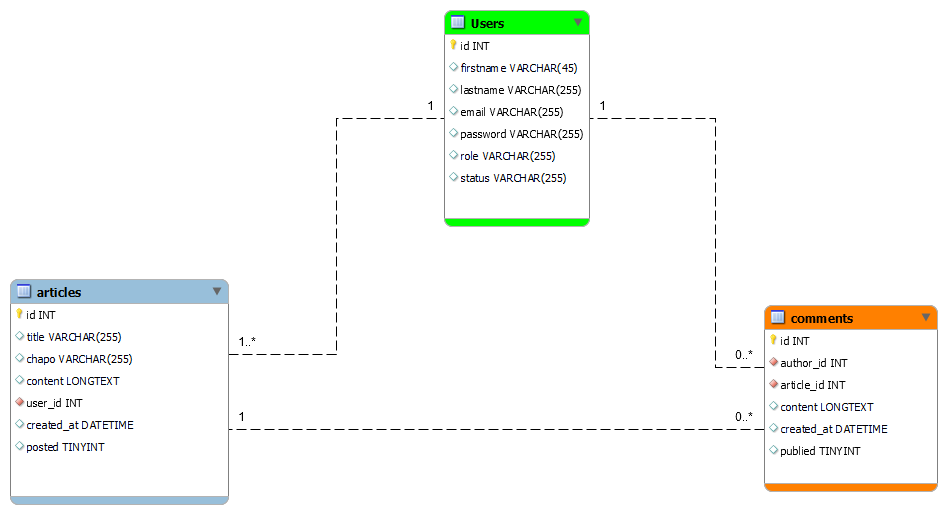 Users
id INT
firstname VARCHAR(45)
lastname VARCHAR(255)
email VARCHAR(255)
password VARCHAR(255)
role VARCHAR(255)
status VARCHAR(255)
1
1
articles
id INT
title VARCHAR(255)
chapo VARCHAR(255)
content LONGTEXT
user_id INT
created_at DATETIME
posted TINYINT
1..*
1
comments
id INT
author_id INT
article_id INT
content LONGTEXT
created_at DATETIME
publied TINYINT
0..*
0..*